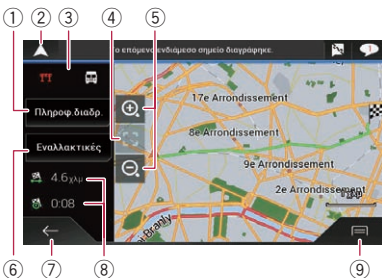 ① ② ③ ④ ⑤
ο επόμενο ενδιάμεσο σημείο διαγράφηκε.
17e Arrondissement
Πληροφ.διαδρ.
8e Arrondissement
Εναλλακτικές
9e Arrondissement
4.6χλμ
2e Arrondissement
0:08
Branly
⑥ ⑦ ⑧ ⑨